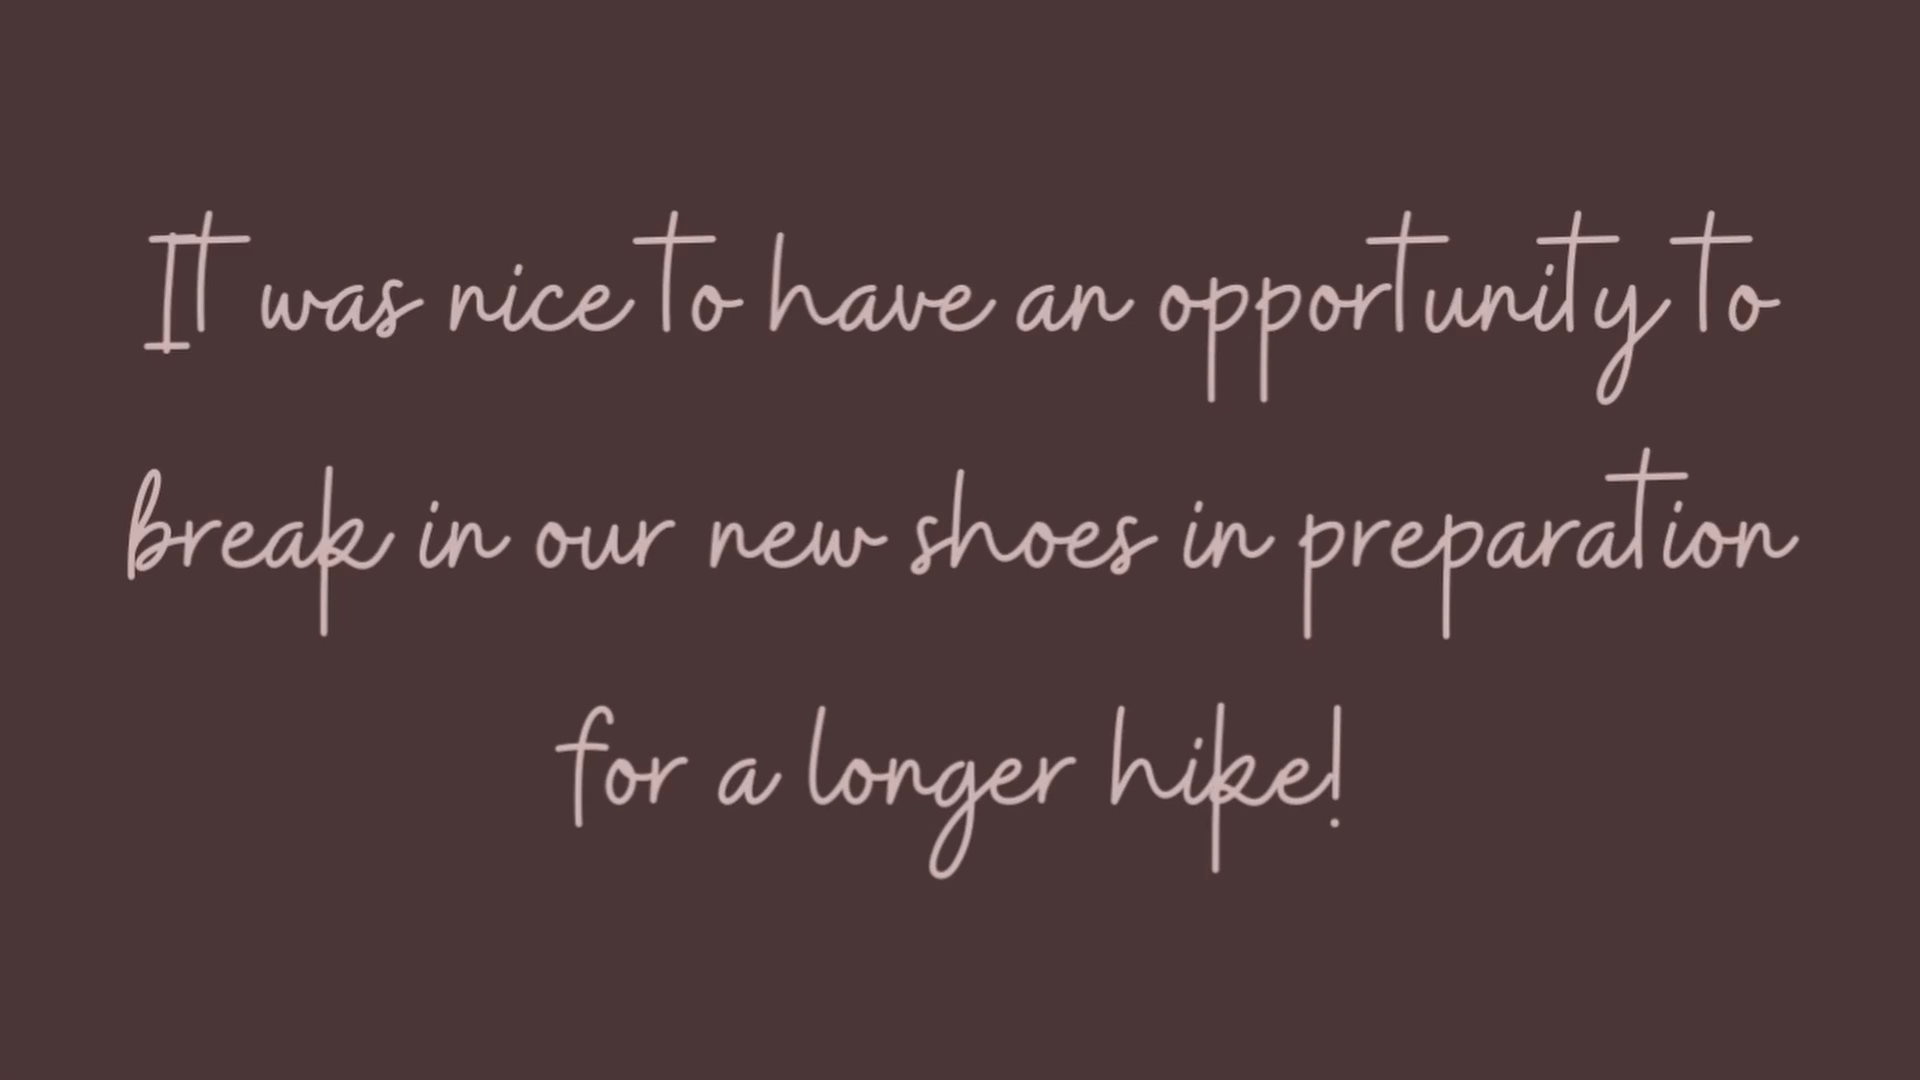 It was nice to have an opportunity to
break in our new shoes in preparation
for a longer hike!